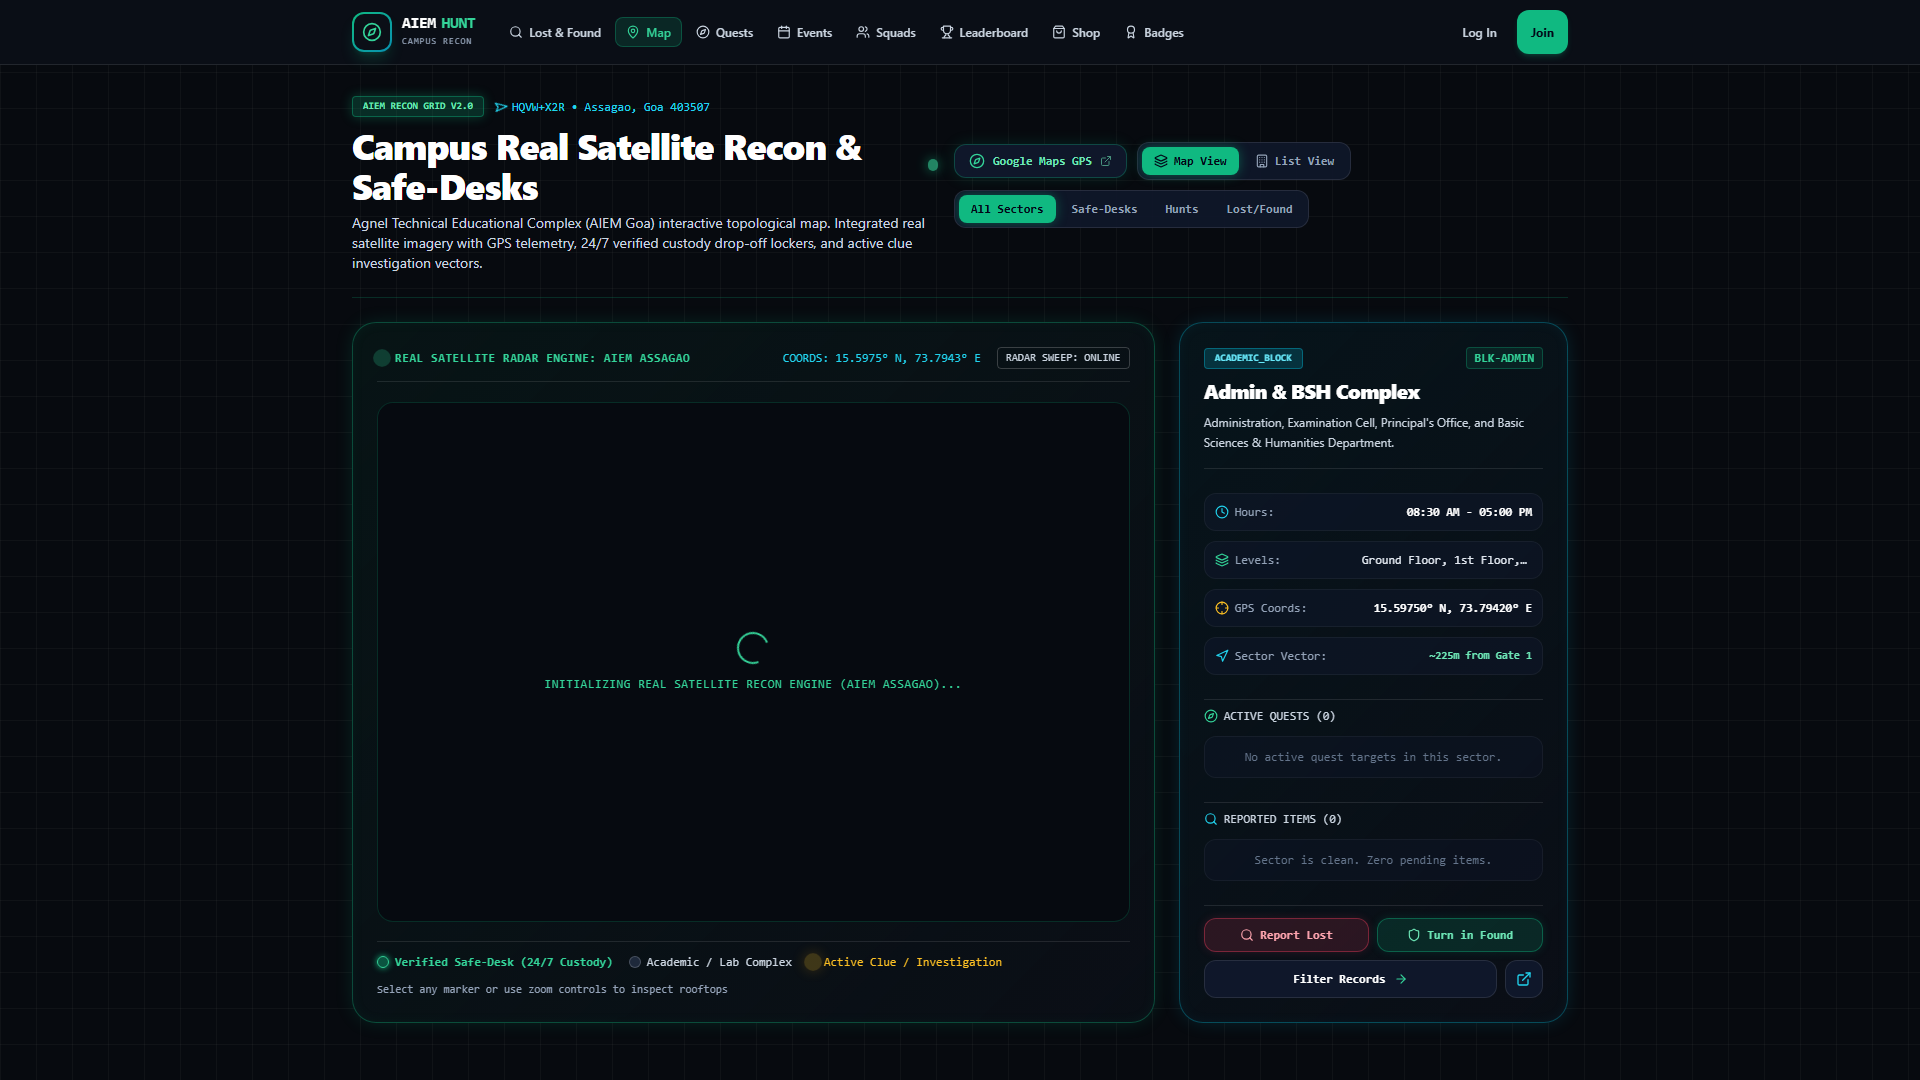 AIEM HUNT
CAMPUS RECON
Lost & Found
Map
Quests
Events
Squads
Leaderboard
Shop
Badges
Log In
Join
AIEM RECON GRID V2.0
HQVW+X2R • Assagao, Goa 403507
Campus Real Satellite Recon &
Safe-Desks
Agnel Technical Educational Complex (AIEM Goa) interactive topological map. Integrated real
satellite imagery with GPS telemetry, 24/7 verified custody drop-off lockers, and active clue
investigation vectors.
Google Maps GPS
Map View
List View
All Sectors
Safe-Desks
Hunts
Lost/Found
REAL SATELLITE RADAR ENGINE: AIEM ASSAGAO
COORDS: 15.5975° N, 73.7943° E
RADAR SWEEP: ONLINE
INITIALIZING REAL SATELLITE RECON ENGINE (AIEM ASSAGAO)...
Verified Safe-Desk (24/7 Custody)
Academic / Lab Complex
Active Clue / Investigation
Select any marker or use zoom controls to inspect rooftops
ACADEMIC_BLOCK
BLK-ADMIN
Admin & BSH Complex
Administration, Examination Cell, Principal's Office, and Basic
Sciences & Humanities Department.
Hours:
08:30 AM - 05:00 PM
Levels:
Ground Floor, 1st Floor,…
GPS Coords:
15.59750° N, 73.79420° E
Sector Vector:
~225m from Gate 1
ACTIVE QUESTS (0)
No active quest targets in this sector.
REPORTED ITEMS (0)
Sector is clean. Zero pending items.
Report Lost
Turn in Found
Filter Records